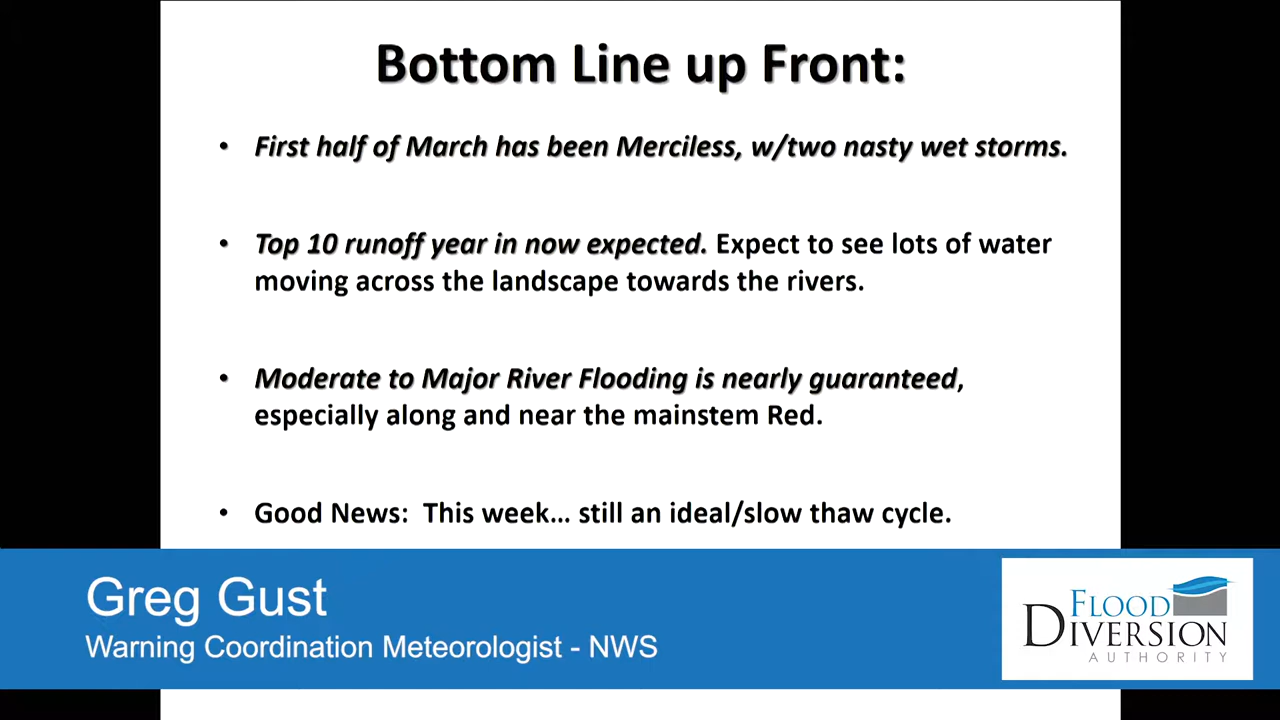 Bottom Line up Front:
• First half of March has been Merciless, w/two nasty wet storms.
• Top 10 runoff year in now expected. Expect to see lots of water
moving across the landscape towards the rivers.
• Moderate to Major River Flooding is nearly guaranteed,
especially along and near the mainstem Red.
• Good News:  This week... still an ideal/slow thaw cycle.
Greg Gust
Warning Coordination Meteorologist - NWS
FLOOD
DIVERSION
AUTHORITY